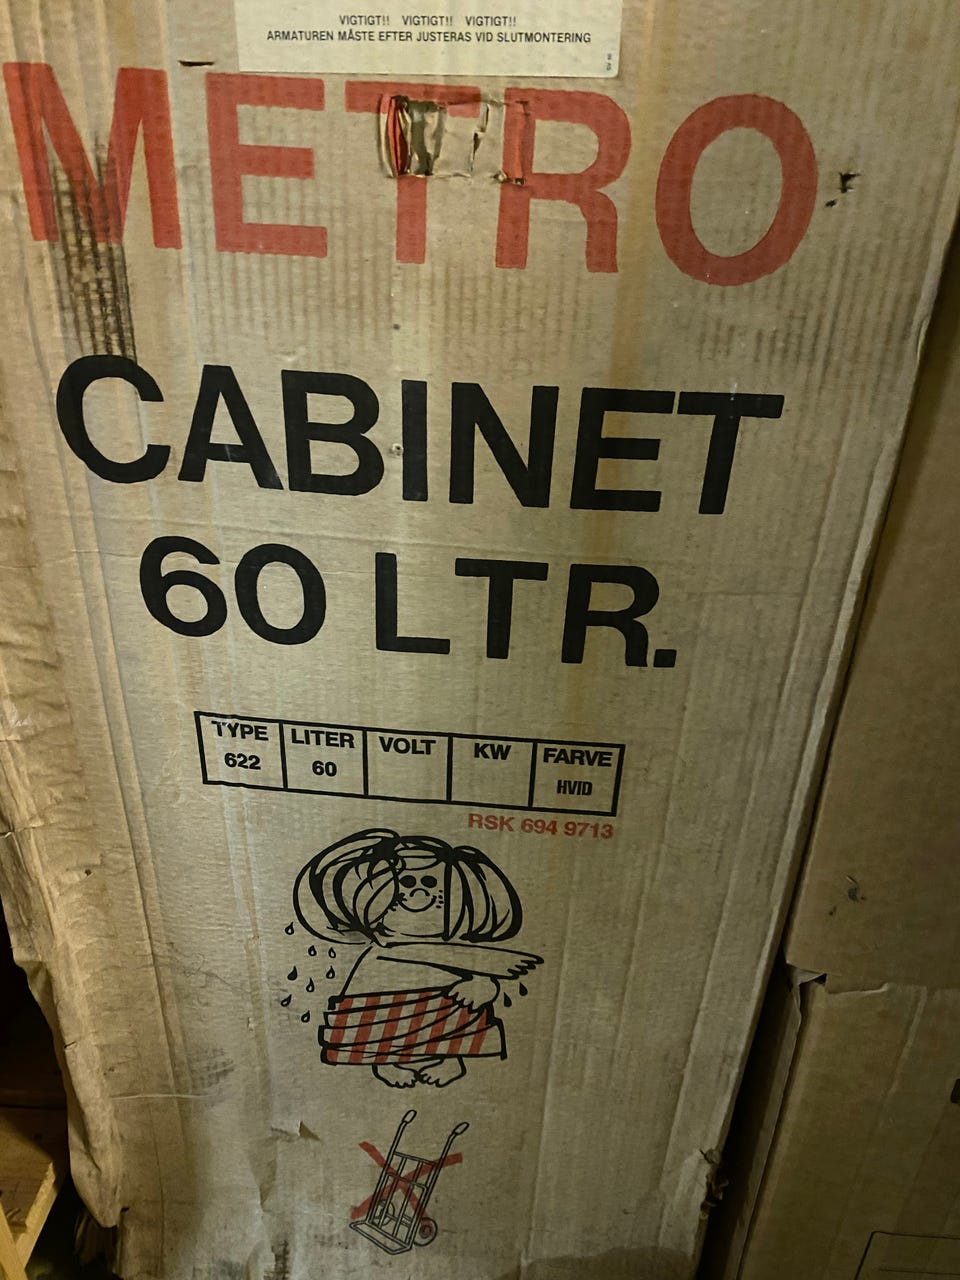 VIGTIGT!! VIGTIGT!! VIGTIGT!!
ARMATUREN MÅSTE EFTER JUSTERAS VID SLUTMONTERING
METRO
CABINET
60 LTR.
TYPE LITER VOLT KW FARVE
622 60 HVID
RSK 694 9713